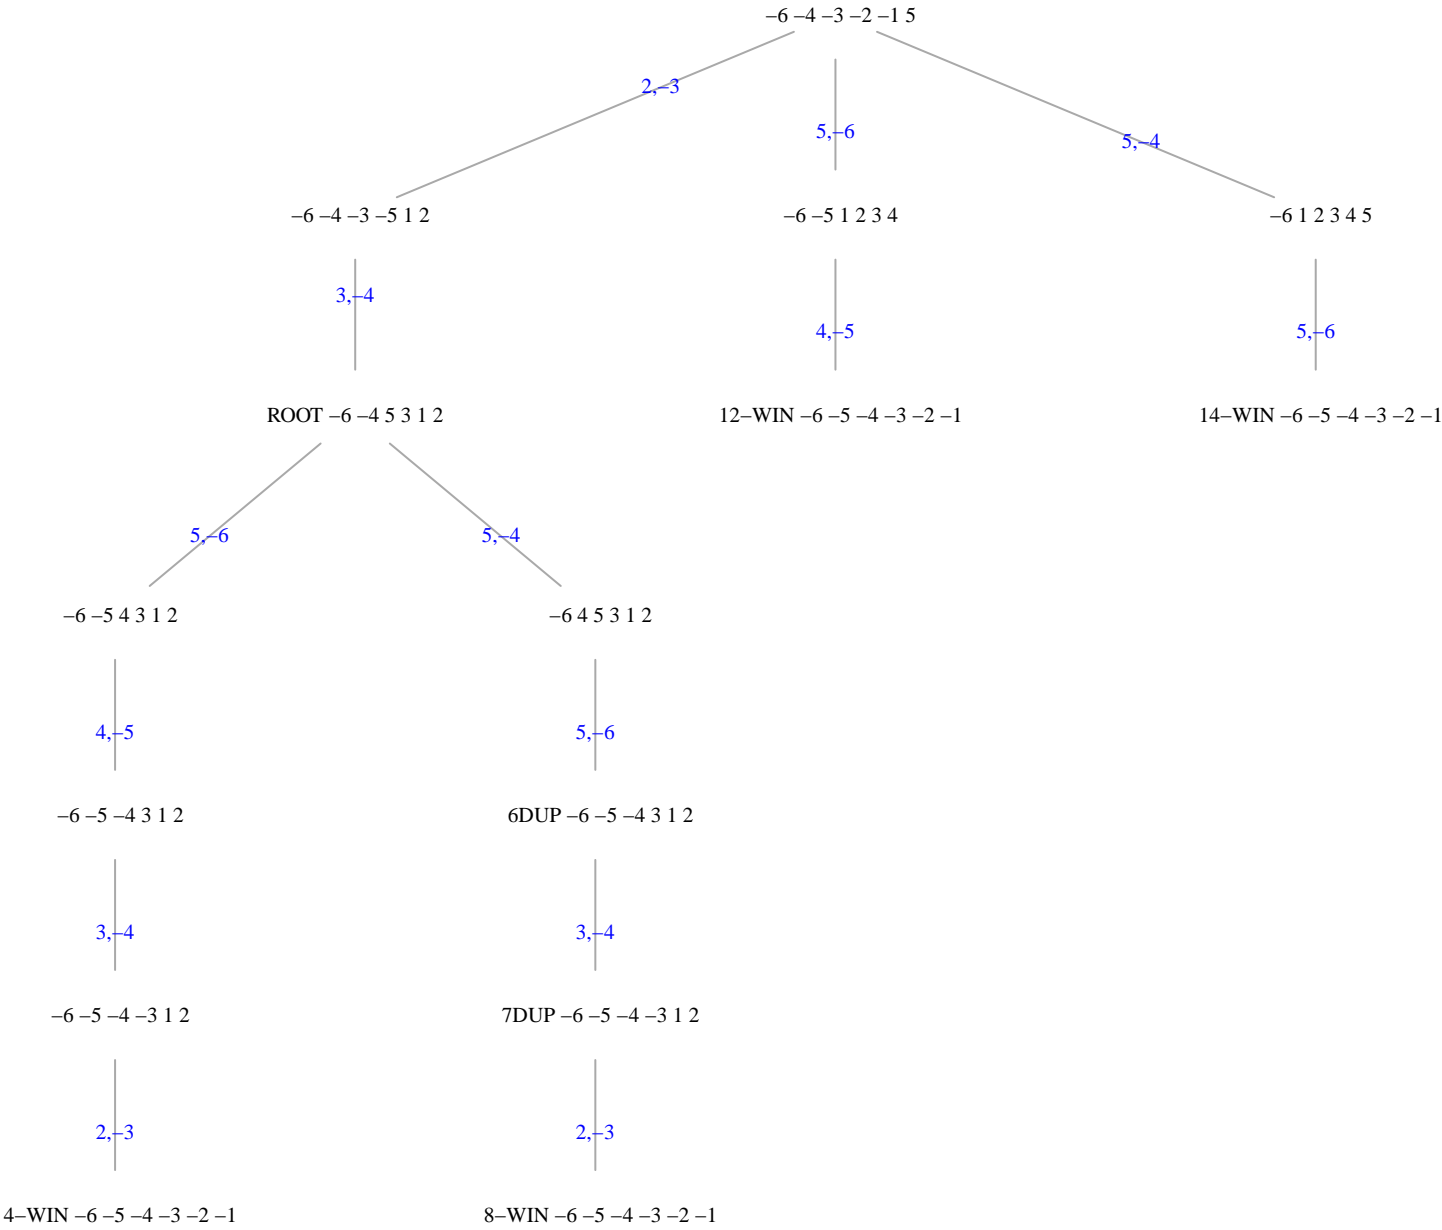 –6 –4 –3 –2 –1 5
2,–3
5,–6
5,–4
–6 –4 –3 –5 1 2
–6 –5 1 2 3 4
–6 1 2 3 4 5
3,–4
4,–5
5,–6
ROOT –6 –4 5 3 1 2
12–WIN –6 –5 –4 –3 –2 –1
14–WIN –6 –5 –4 –3 –2 –1
5,–6
5,–4
–6 –5 4 3 1 2
–6 4 5 3 1 2
4,–5
5,–6
–6 –5 –4 3 1 2
6DUP –6 –5 –4 3 1 2
3,–4
3,–4
–6 –5 –4 –3 1 2
7DUP –6 –5 –4 –3 1 2
2,–3
2,–3
4–WIN –6 –5 –4 –3 –2 –1
8–WIN –6 –5 –4 –3 –2 –1